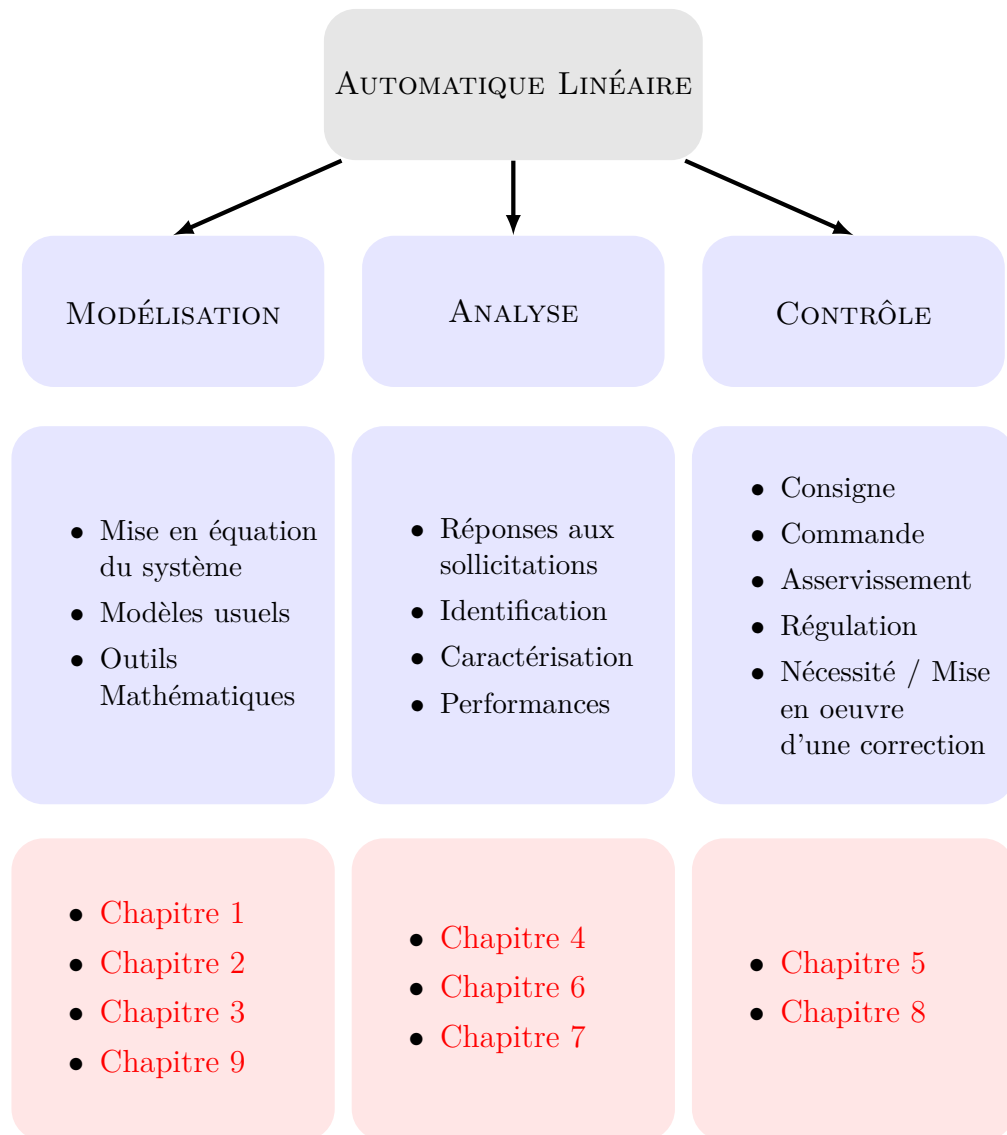 Automatique Linéaire
Modélisation
Analyse
Contrôle
• Mise en équation
du système
• Modèles usuels
• Outils
Mathématiques
• Réponses aux
sollicitations
• Identification
• Caractérisation
• Performances
• Consigne
• Commande
• Asservissement
• Régulation
• Nécessité / Mise
en oeuvre
d'une correction
• Chapitre 1
• Chapitre 2
• Chapitre 3
• Chapitre 9
• Chapitre 4
• Chapitre 6
• Chapitre 7
• Chapitre 5
• Chapitre 8